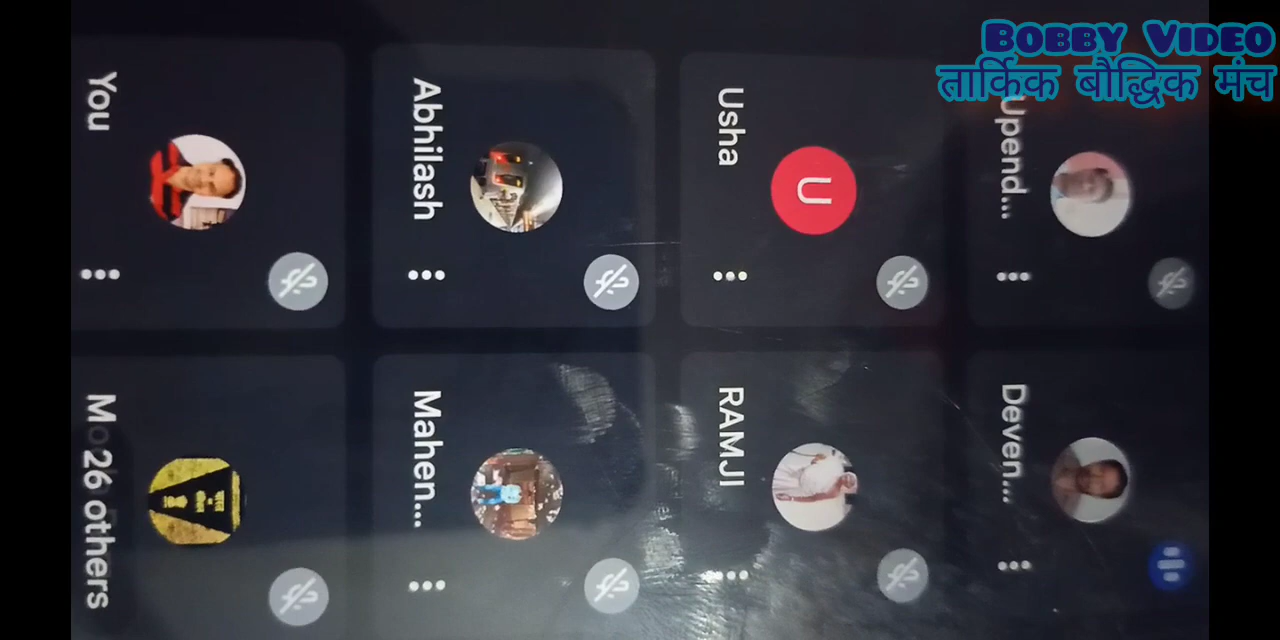 Bobby Video
तार्किक बौद्धिक मंच
Upend...
Deven...
Usha
U
RAMJI
Abhilash
Mahen...
You
26 others